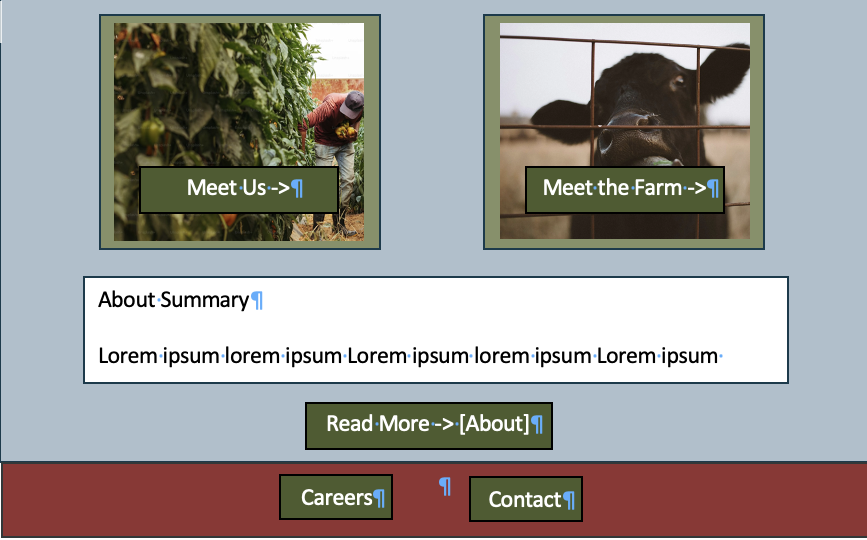 Meet Us ->
Meet the Farm ->
About Summary
Lorem ipsum lorem ipsum Lorem ipsum lorem ipsum Lorem ipsum
Read More -> [About]
Careers
Contact